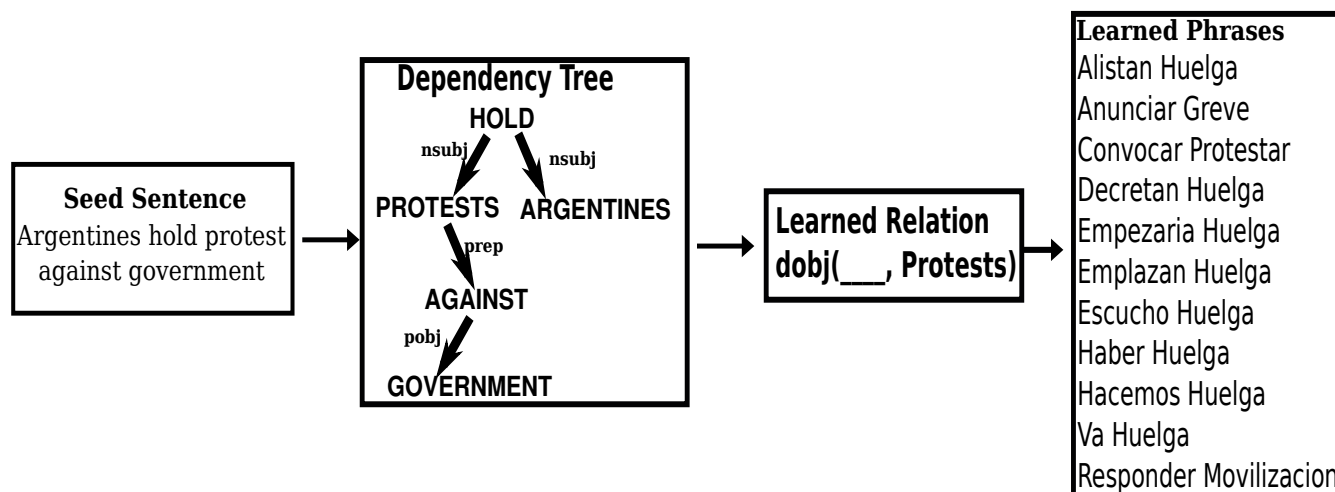 Seed Sentence
Argentines hold protest
against government
Dependency Tree
HOLD
nsubj
nsubj
PROTESTS
ARGENTINES
prep
AGAINST
pobj
GOVERNMENT
Learned Relation
dobj(____, Protests)
Learned Phrases
Alistan Huelga
Anunciar Greve
Convocar Protestar
Decretan Huelga
Empezaria Huelga
Emplazan Huelga
Escucho Huelga
Haber Huelga
Hacemos Huelga
Va Huelga
Responder Movilizacion